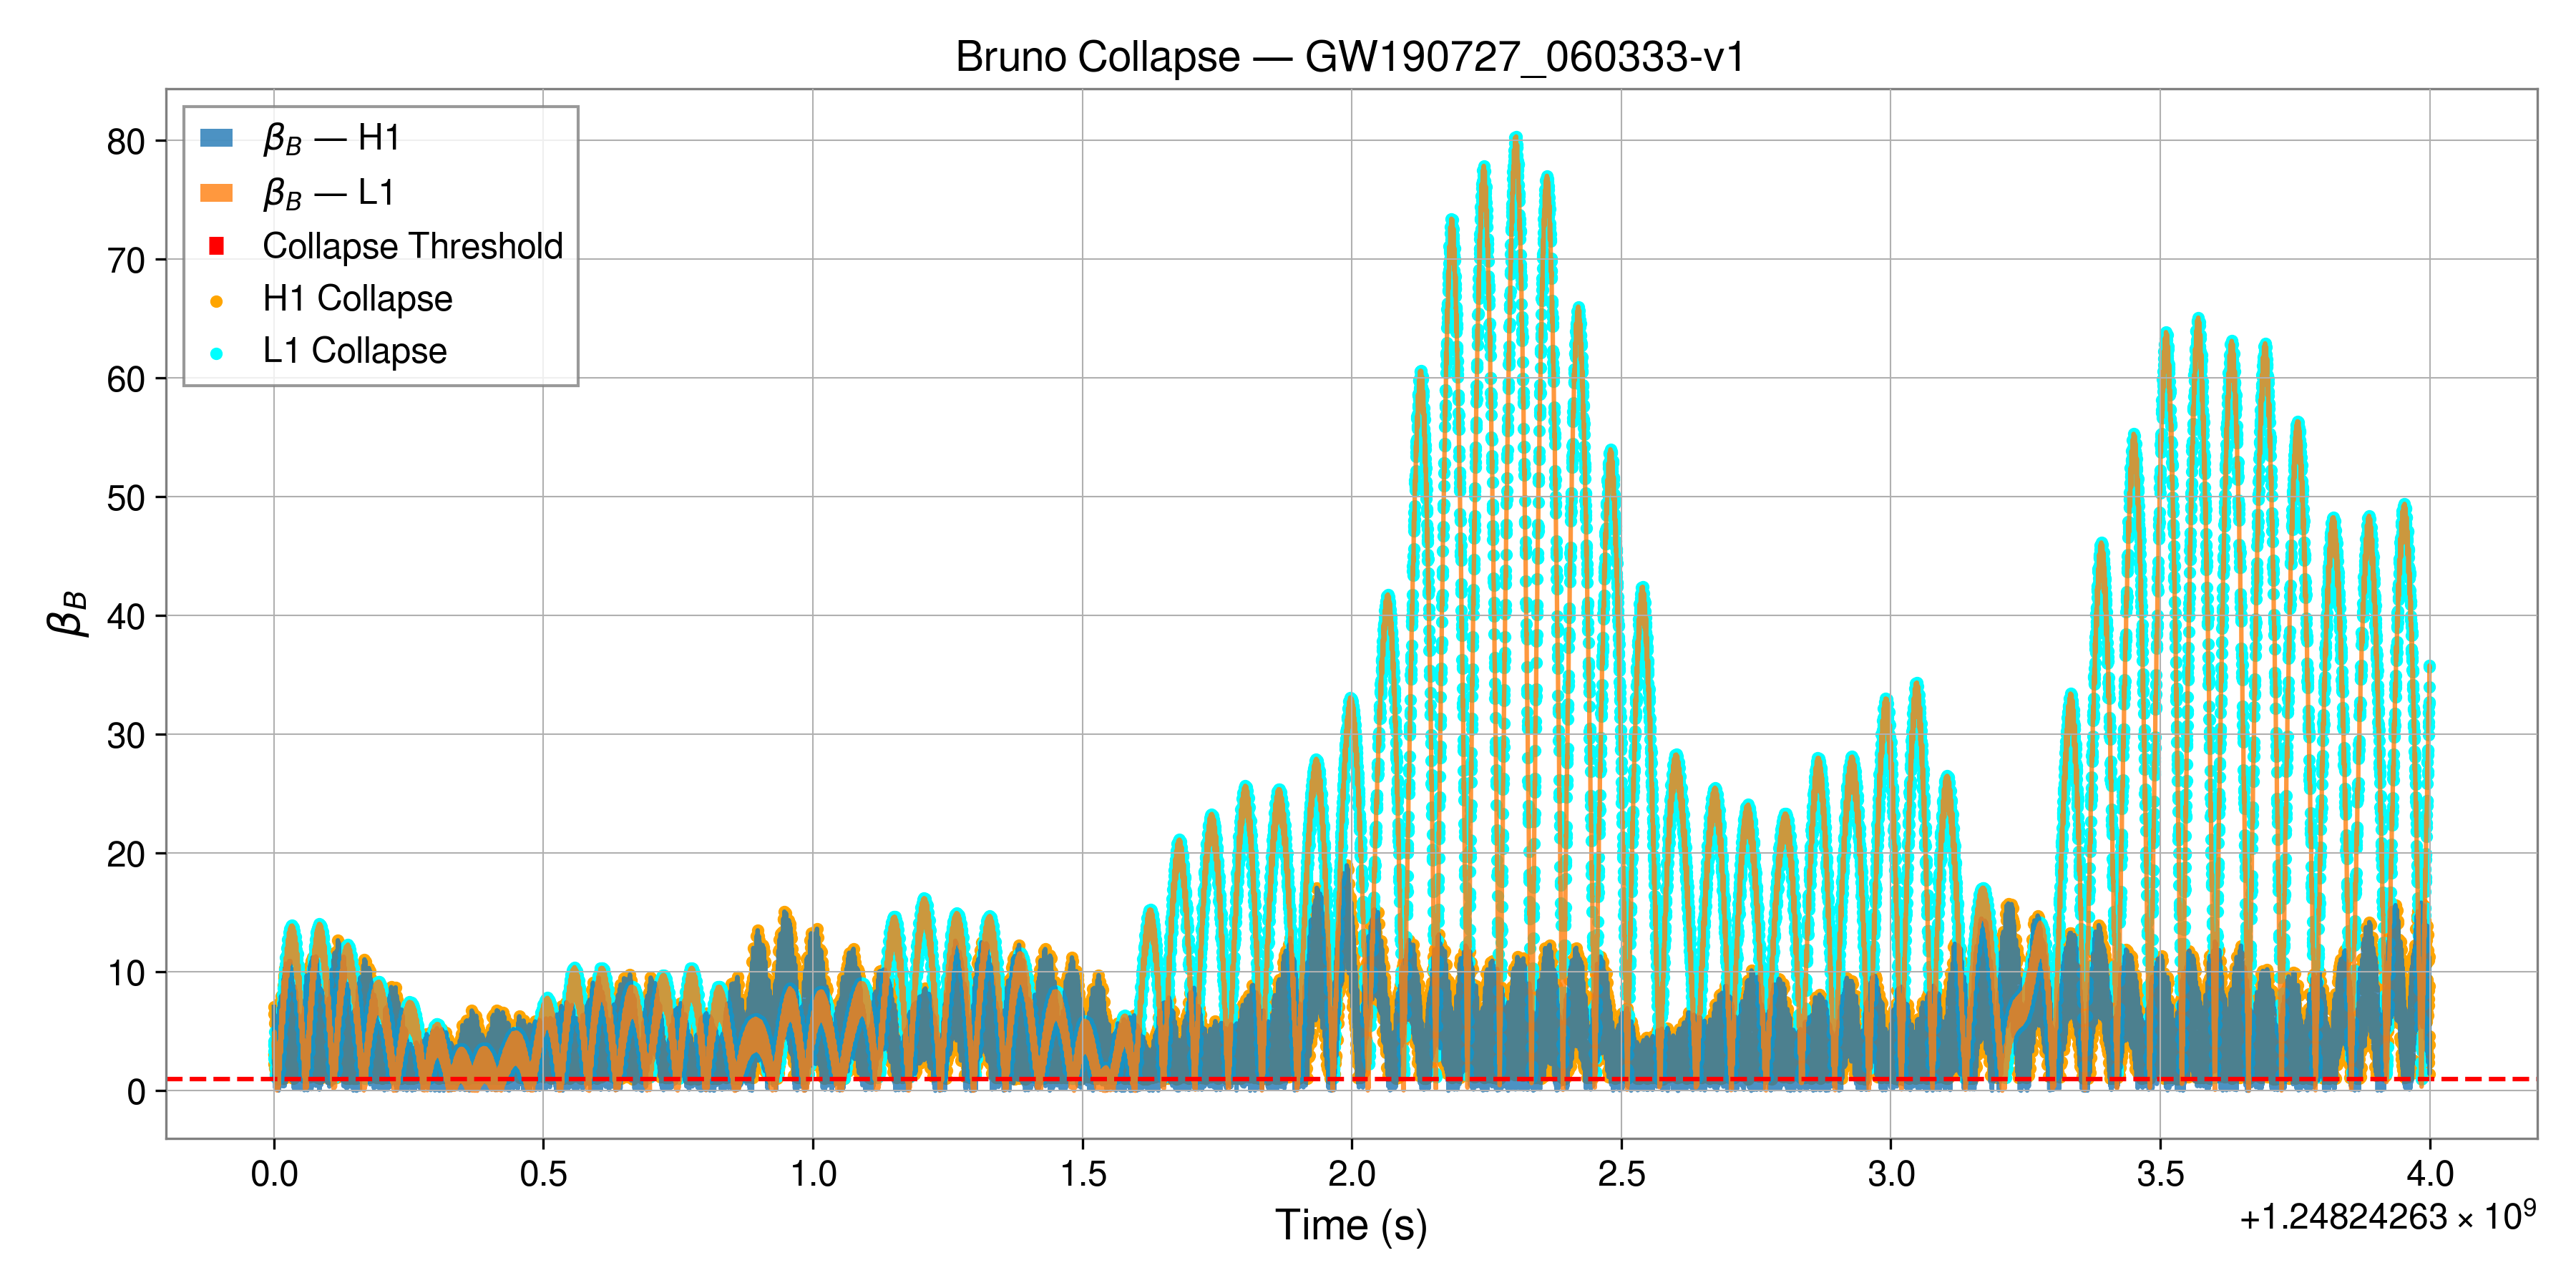 Bruno Collapse — GW190727_060333-v1
β_B — H1
β_B — L1
Collapse Threshold
H1 Collapse
L1 Collapse
80
70
60
50
40
30
20
10
0
β_B
0.0 0.5 1.0 1.5 2.0 2.5 3.0 3.5 4.0
+1.24824263 × 10⁹
Time (s)